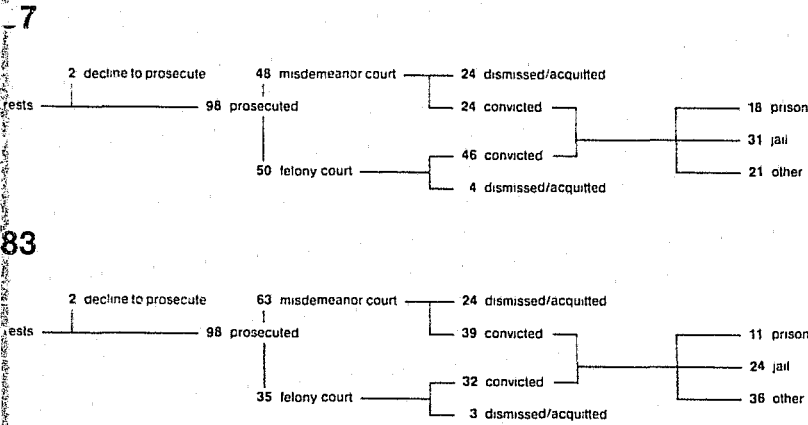 7
2 decline to prosecute 48 misdemeanor court 24 dismissed/acquitted
ests 98 prosecuted 24 convicted 18 prison
31 jail
46 convicted
50 felony court 21 other
4 dismissed/acquitted
83
2 decline to prosecute 63 misdemeanor court 24 dismissed/acquitted
ests 98 prosecuted 39 convicted 11 prison
24 jail
32 convicted
35 felony court 36 other
3 dismissed/acquitted